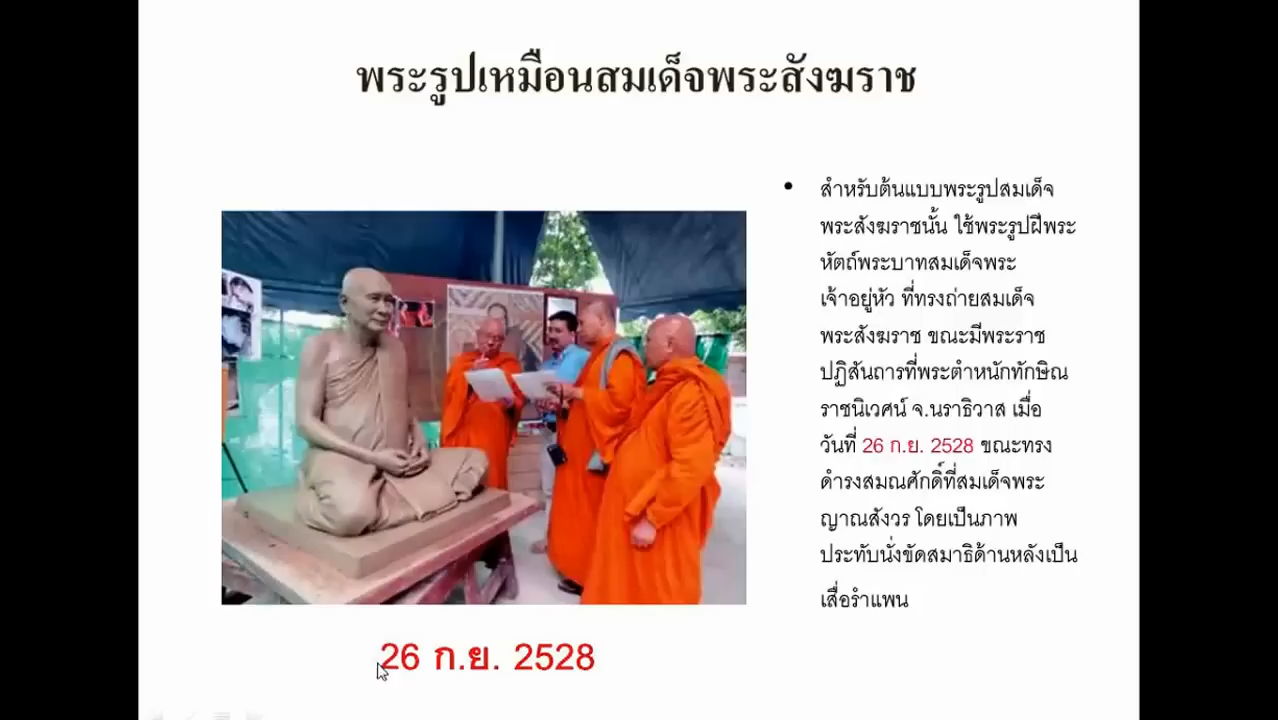 พระรูปเหมือนสมเด็จพระสังฆราช
• สำหรับต้นแบบพระรูปสมเด็จ
พระสังฆราชนั้น ใช้พระรูปฝีพระ
หัตถ์พระบาทสมเด็จพระ
เจ้าอยู่หัว ที่ทรงถ่ายสมเด็จ
พระสังฆราช ขณะมีพระราช
ปฏิสันถารที่พระตำหนักทักษิณ
ราชนิเวศน์ จ.นราธิวาส เมื่อ
วันที่ 26 ก.ย. 2528 ขณะทรง
ดำรงสมณศักดิ์ที่สมเด็จพระ
ญาณสังวร โดยเป็นภาพ
ประทับนั่งขัดสมาธิด้านหลังเป็น
เสื่อรำแพน
26 ก.ย. 2528